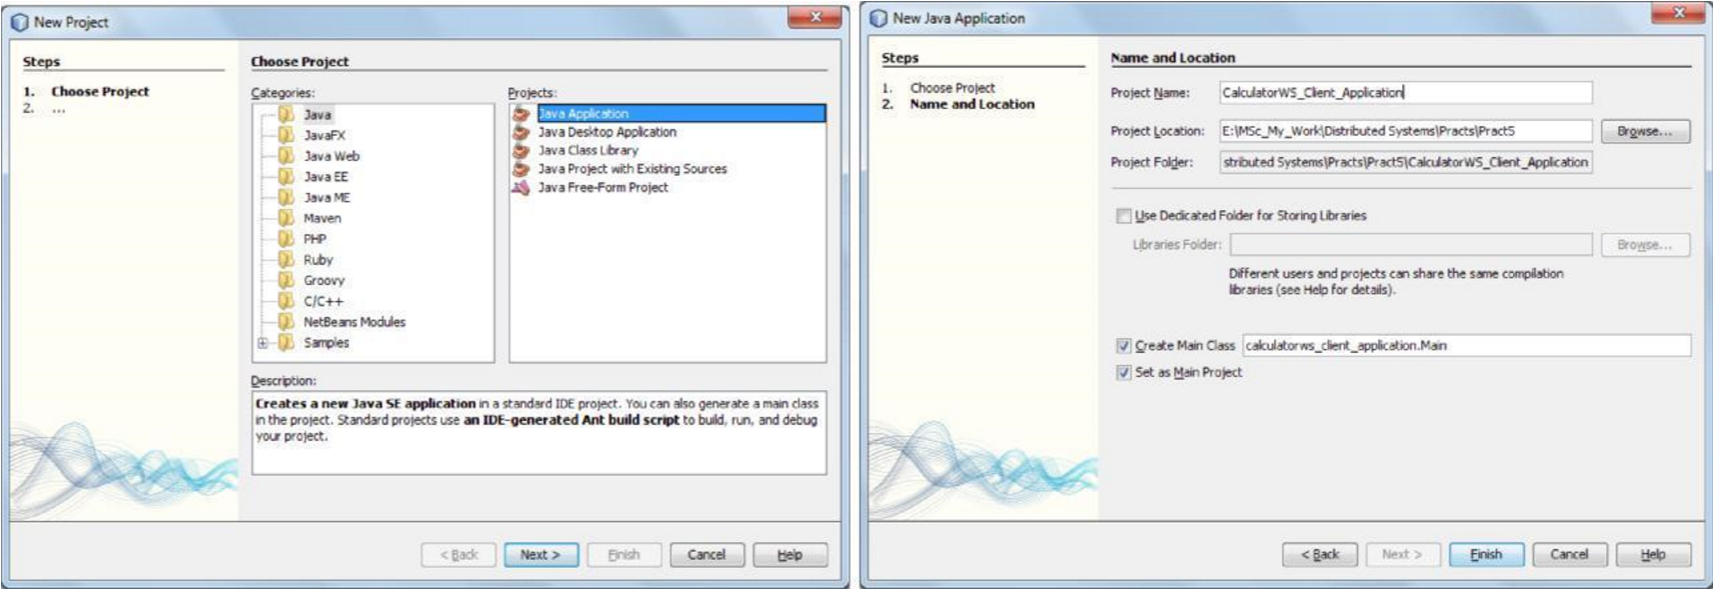 New Project
Steps
1. Choose Project
2. ...
Choose Project
Categories:
Java
JavaFX
Java Web
Java EE
Java ME
Maven
PHP
Ruby
Groovy
C/C++
NetBeans Modules
Samples
Projects:
Java Application
Java Desktop Application
Java Class Library
Java Project with Existing Sources
Java Free-Form Project
Description:
Creates a new Java SE application in a standard IDE project. You can also generate a main class
in the project. Standard projects use an IDE-generated Ant build script to build, run, and debug
your project.
< Back
Next >
Finish
Cancel
Help
New Java Application
Steps
1. Choose Project
2. Name and Location
Name and Location
Project Name: CalculatorWS_Client_Application
Project Location: E:\MSc_My_Work\Distributed Systems\Practs\Pract5 Browse...
Project Folder: stributed Systems\Practs\Pract5\CalculatorWS_Client_Application
Use Dedicated Folder for Storing Libraries
Libraries Folder: Browse...
Different users and projects can share the same compilation
libraries (see Help for details).
Create Main Class calculatorws_client_application.Main
Set as Main Project
< Back
Next >
Finish
Cancel
Help